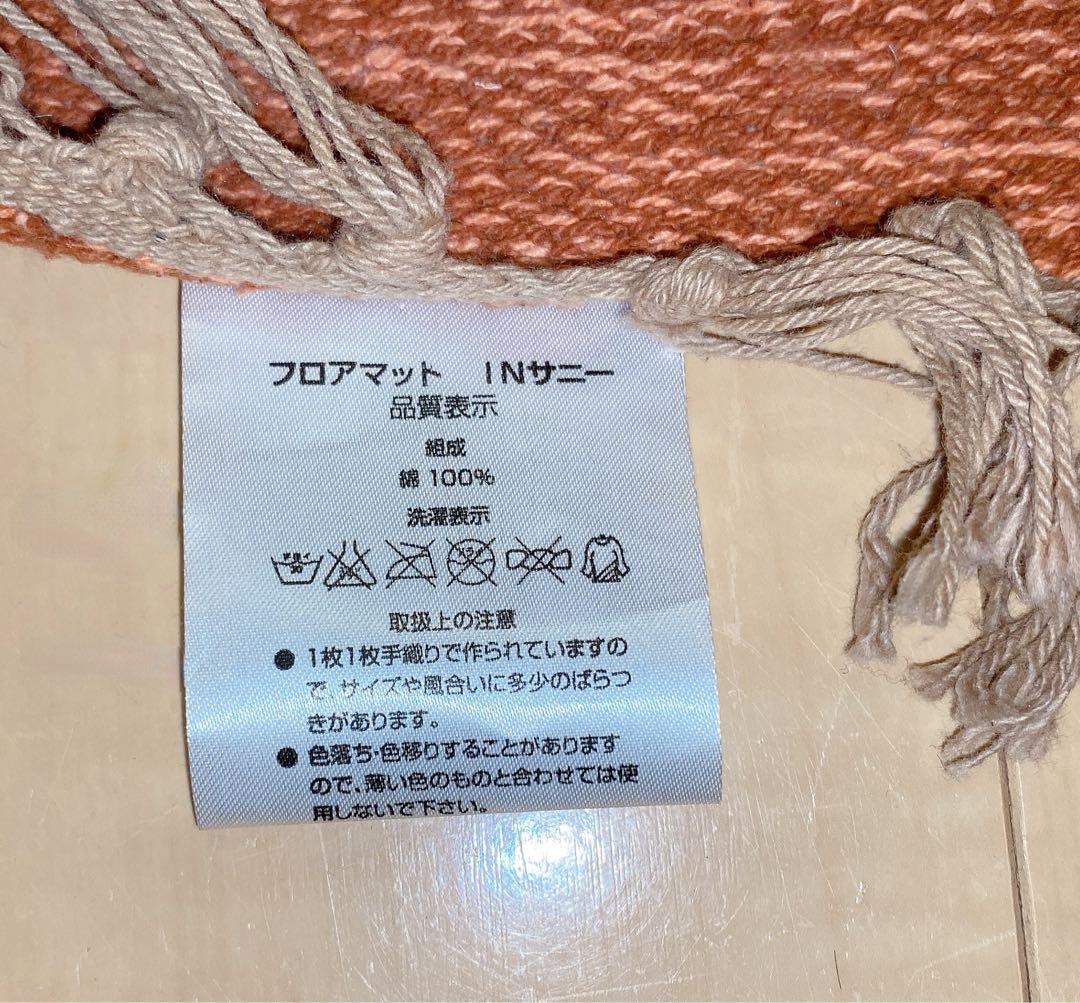 フロアマット INサニー
品質表示
組成
綿 100%
洗濯表示
手洗イ
30
取扱上の注意
● 1枚1枚手織りで作られていますの
で、サイズや風合いに多少のばらつ
きがあります。
● 色落ち・色移りすることがあります
ので、薄い色のものと合わせては使
用しないで下さい。